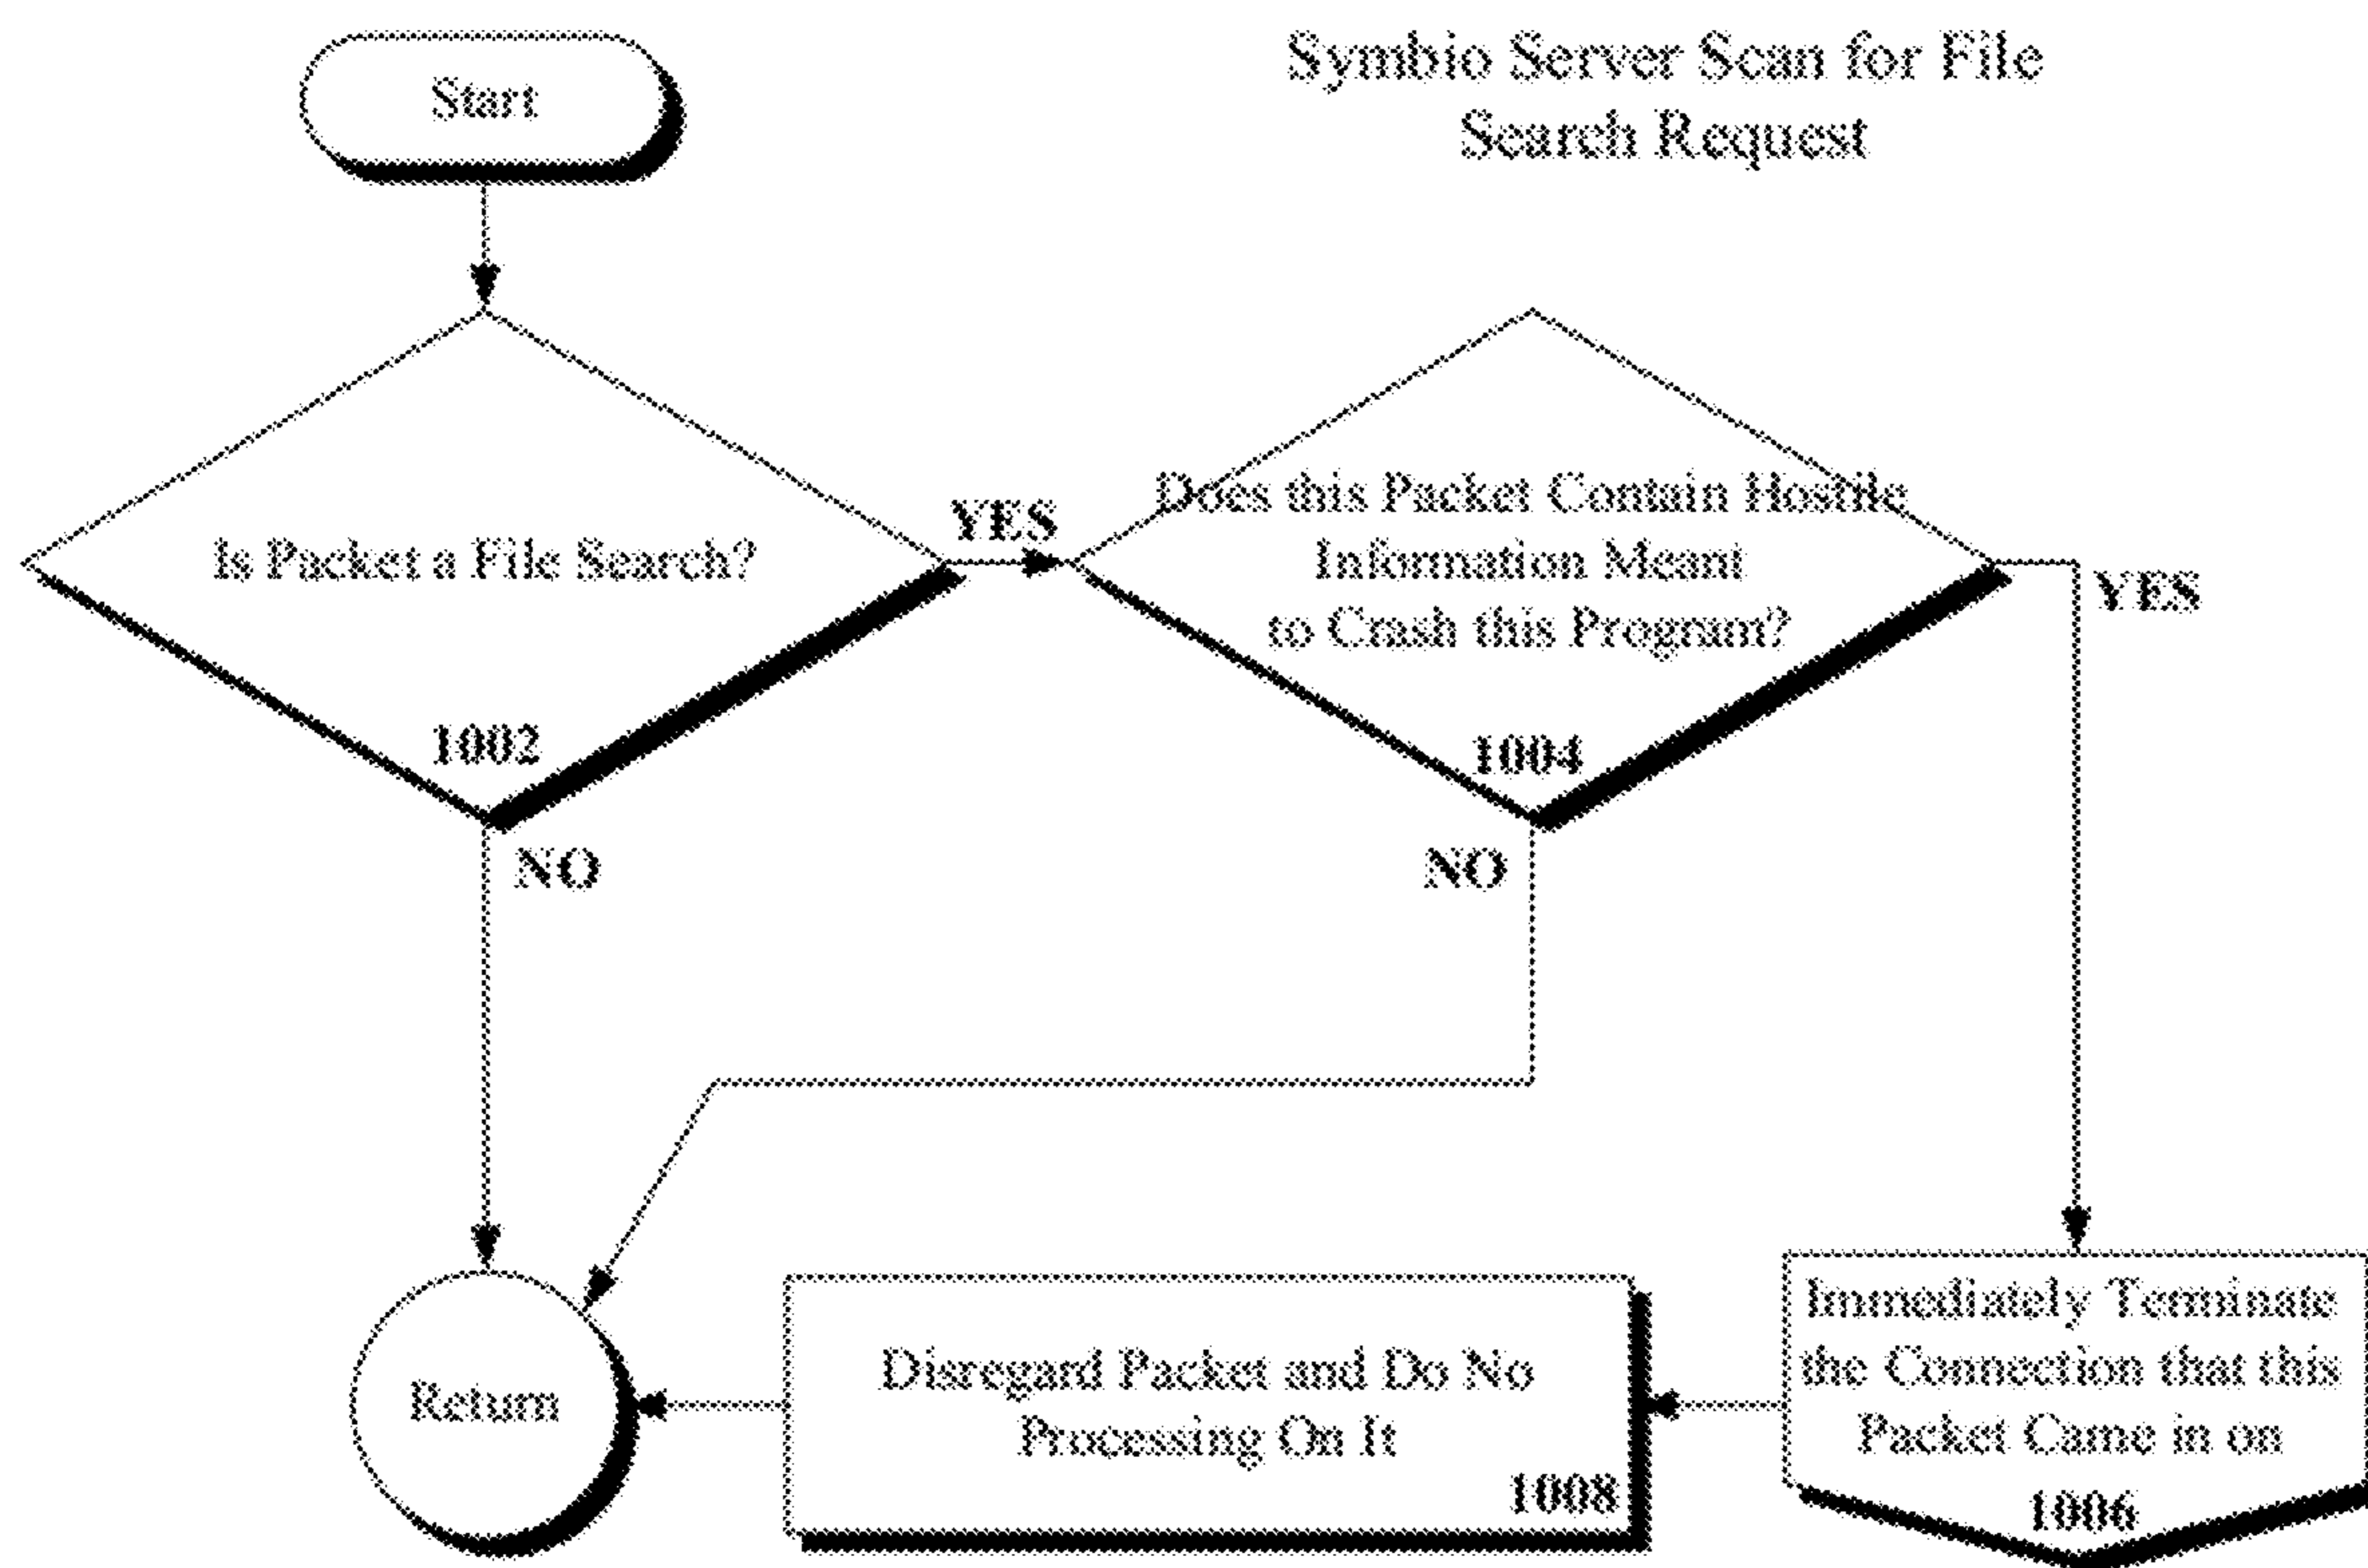 Start
Symbio Server Scan for File
Search Request
Is Packet a File Search?
1002
YES
NO
Does this Packet Contain Hostile
Information Meant
to Crash this Program?
1004
YES
NO
Return
Disregard Packet and Do No
Processing On It
1008
Immediately Terminate
the Connection that this
Packet Came in on
1006